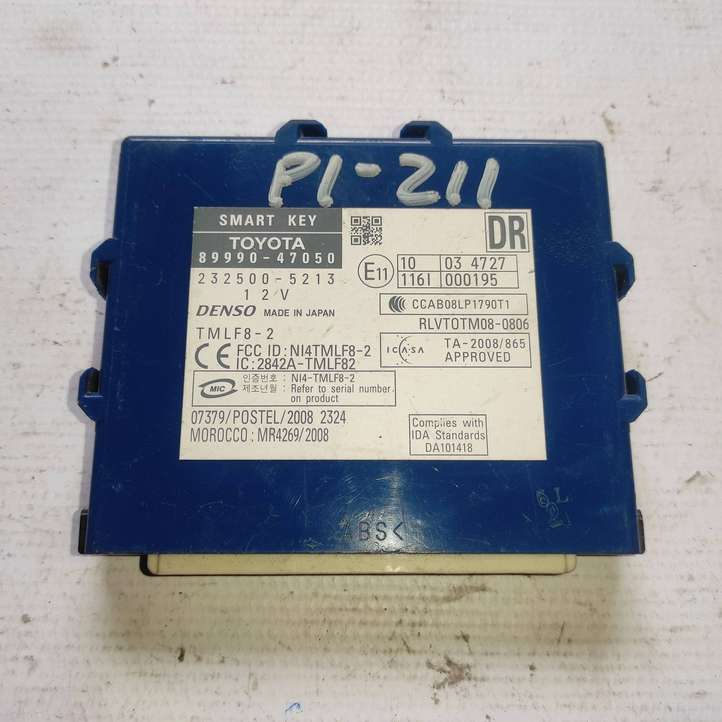 P1-211
SMART KEY
TOYOTA
89990-47050
232500-5213
12V
DENSO MADE IN JAPAN
TMLF8-2
CE FCC ID: NI4TMLF8-2
IC: 2842A-TMLF82
MIC 인증번호: NI4-TMLF8-2
제조년월: Refer to serial number
on product
07379/POSTEL/2008 2324
MOROCCO: MR4269/2008
DR
E11 10 03 4727
116I 000195
CCAB08LP1790T1
RLVTOTM08-0806
ICASA TA-2008/865
APPROVED
Complies with
IDA Standards
DA101418
BS<